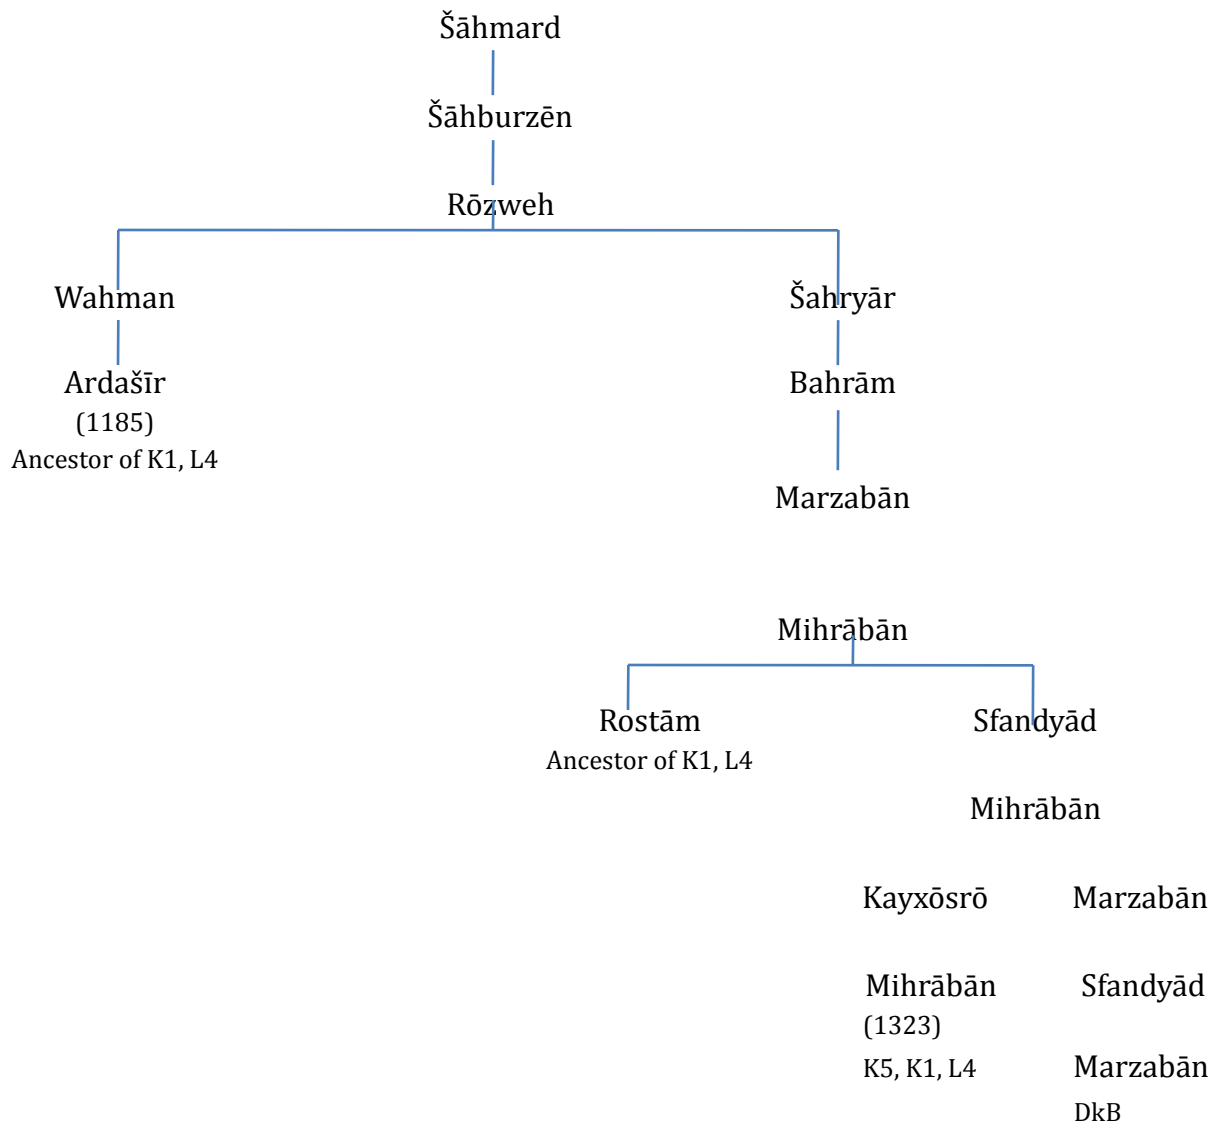 Šāhmard
Šāhburzēn
Rōzweh
Wahman
Šahryār
Ardašīr
(1185)
Ancestor of K1, L4
Bahrām
Marzabān
Mihrābān
Rostām
Ancestor of K1, L4
Sfandyād
Mihrābān
Kayxōsrō
Marzabān
Mihrābān
(1323)
K5, K1, L4
Sfandyād
Marzabān
DkB